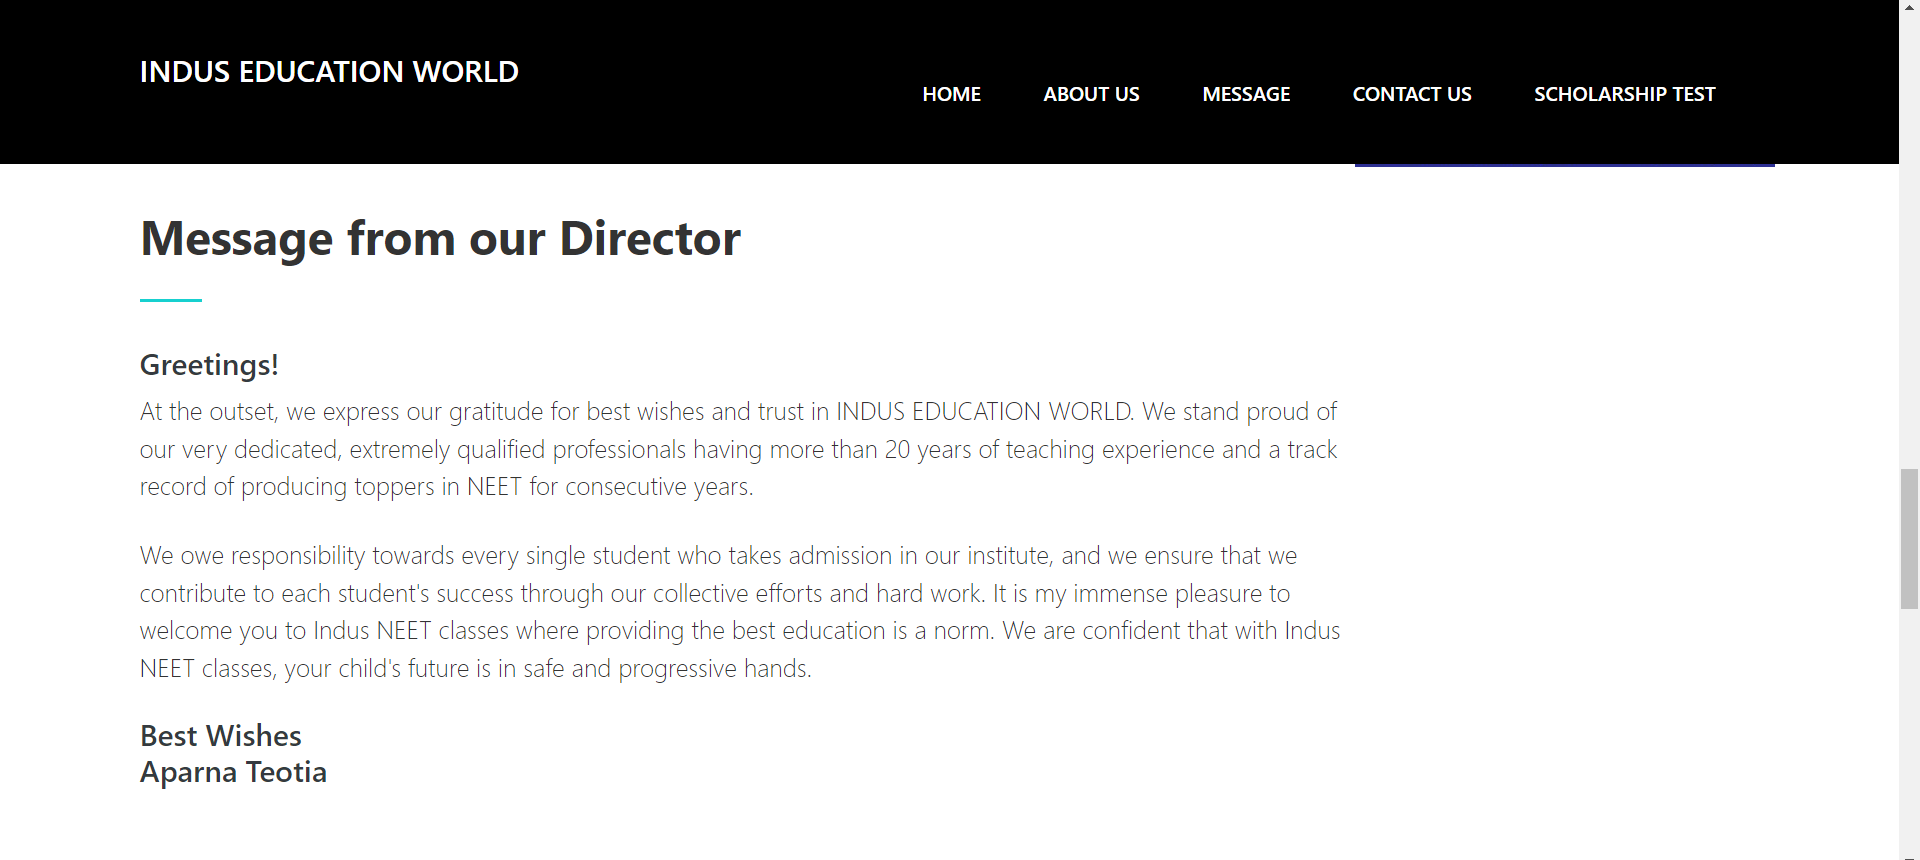 INDUS EDUCATION WORLD
HOME ABOUT US MESSAGE CONTACT US SCHOLARSHIP TEST
Message from our Director
Greetings!
At the outset, we express our gratitude for best wishes and trust in INDUS EDUCATION WORLD. We stand proud of
our very dedicated, extremely qualified professionals having more than 20 years of teaching experience and a track
record of producing toppers in NEET for consecutive years.
We owe responsibility towards every single student who takes admission in our institute, and we ensure that we
contribute to each student's success through our collective efforts and hard work. It is my immense pleasure to
welcome you to Indus NEET classes where providing the best education is a norm. We are confident that with Indus
NEET classes, your child's future is in safe and progressive hands.
Best Wishes
Aparna Teotia